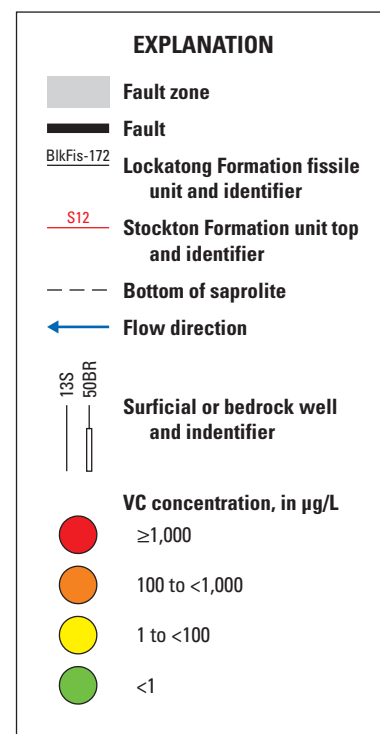 EXPLANATION
Fault zone
Fault
BlkFis-172
Lockatong Formation fissile
unit and identifier
S12
Stockton Formation unit top
and identifier
Bottom of saprolite
Flow direction
13S
50BR
Surficial or bedrock well
and indentifier
VC concentration, in µg/L
≥1,000
100 to <1,000
1 to <100
<1